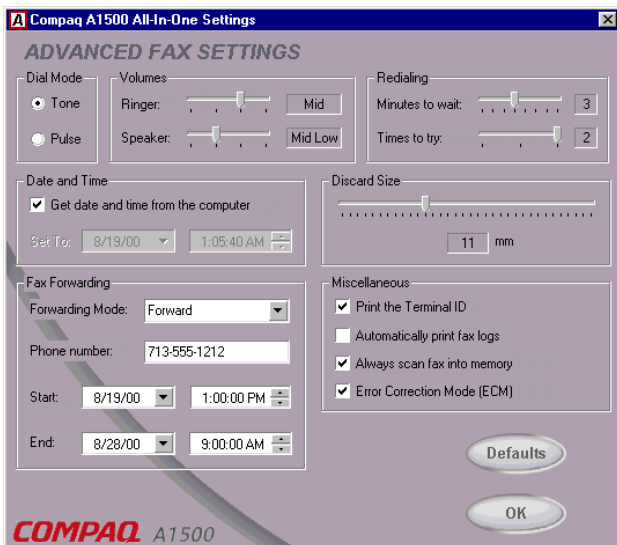 Compaq A1500 All-In-One Settings
ADVANCED FAX SETTINGS
Dial Mode
Tone
Pulse
Volumes
Ringer: Mid
Speaker: Mid Low
Redialing
Minutes to wait: 3
Times to try: 2
Date and Time
Get date and time from the computer
Set To: 8/19/00 1:05:40 AM
Discard Size
11 mm
Fax Forwarding
Forwarding Mode: Forward
Phone number: 713-555-1212
Start: 8/19/00 1:00:00 PM
End: 8/28/00 9:00:00 AM
Miscellaneous
Print the Terminal ID
Automatically print fax logs
Always scan fax into memory
Error Correction Mode (ECM)
Defaults
OK
COMPAQ A1500